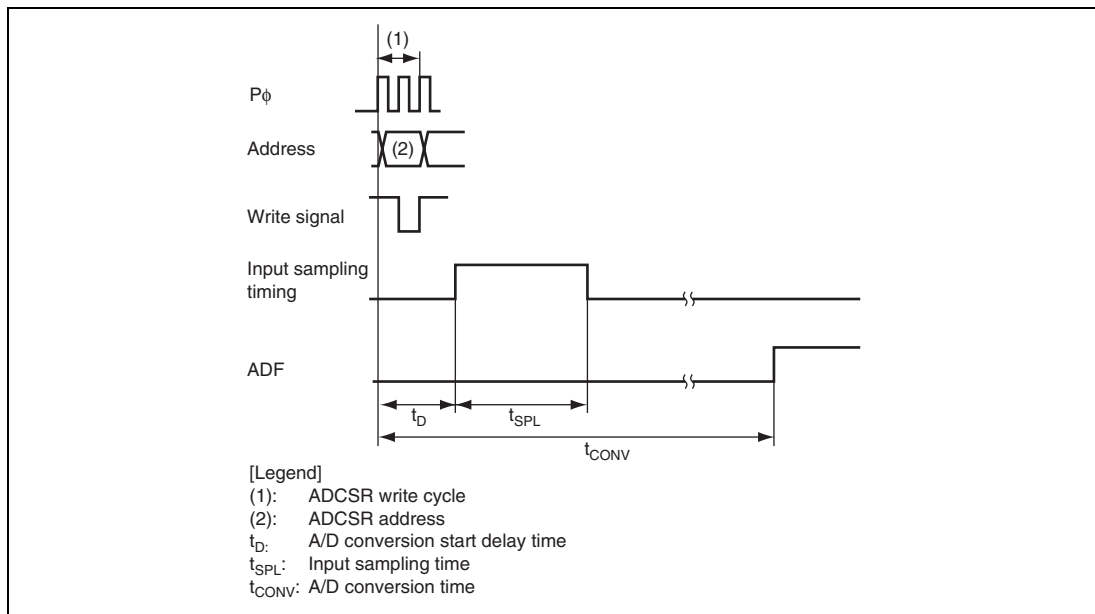 (1)
Pϕ
Address
(2)
Write signal
Input sampling
timing
ADF
tD
tSPL
tCONV
[Legend]
(1): ADCSR write cycle
(2): ADCSR address
tD: A/D conversion start delay time
tSPL: Input sampling time
tCONV: A/D conversion time